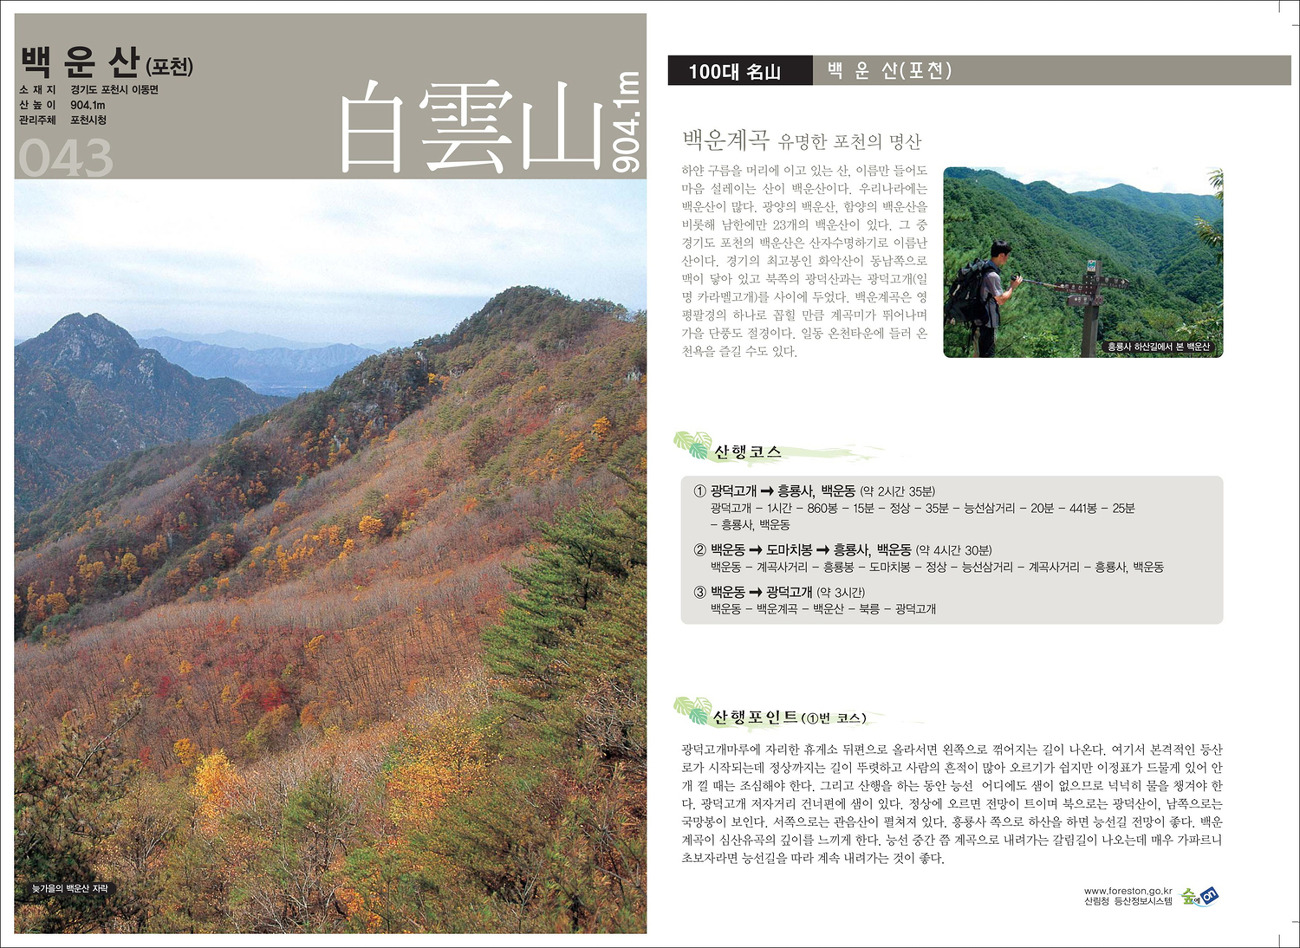 백 운 산 (포천)
소 재 지 경기도 포천시 이동면
산 높 이 904.1m
관리주체 포천시청
043
白雲山 904.1m
늦가을의 백운산 자락
100대 名山 백 운 산(포천)
백운계곡 유명한 포천의 명산
하얀 구름을 머리에 이고 있는 산, 이름만 들어도
마음 설레이는 산이 백운산이다. 우리나라에는
백운산이 많다. 광양의 백운산, 함양의 백운산을
비롯해 남한에만 23개의 백운산이 있다. 그 중
경기도 포천의 백운산은 산자수명하기로 이름난
산이다. 경기의 최고봉인 화악산이 동남쪽으로
맥이 닿아 있고 북쪽의 광덕산과는 광덕고개(일
명 카라멜고개)를 사이에 두었다. 백운계곡은 영
평팔경의 하나로 꼽힐 만큼 계곡미가 뛰어나며
가을 단풍도 절경이다. 일동 온천타운에 들러 온
천욕을 즐길 수도 있다.
흥룡사 하산길에서 본 백운산
산행코스
① 광덕고개 ➞ 흥룡사, 백운동 (약 2시간 35분)
광덕고개 – 1시간 – 860봉 – 15분 – 정상 – 35분 – 능선삼거리 – 20분 – 441봉 – 25분
– 흥룡사, 백운동
② 백운동 ➞ 도마치봉 ➞ 흥룡사, 백운동 (약 4시간 30분)
백운동 – 계곡사거리 – 흥룡봉 – 도마치봉 – 정상 – 능선삼거리 – 계곡사거리 – 흥룡사, 백운동
③ 백운동 ➞ 광덕고개 (약 3시간)
백운동 – 백운계곡 – 백운산 – 북릉 – 광덕고개
산행포인트(①번 코스)
광덕고개마루에 자리한 휴게소 뒤편으로 올라서면 왼쪽으로 꺾어지는 길이 나온다. 여기서 본격적인 등산
로가 시작되는데 정상까지는 길이 뚜렷하고 사람의 흔적이 많아 오르기가 쉽지만 이정표가 드물게 있어 안
개 낄 때는 조심해야 한다. 그리고 산행을 하는 동안 능선 어디에도 샘이 없으므로 넉넉히 물을 챙겨야 한
다. 광덕고개 저자거리 건너편에 샘이 있다. 정상에 오르면 전망이 트이며 북으로는 광덕산이, 남쪽으로는
국망봉이 보인다. 서쪽으로는 관음산이 펼쳐져 있다. 흥룡사 쪽으로 하산을 하면 능선길 전망이 좋다. 백운
계곡이 심산유곡의 깊이를 느끼게 한다. 능선 중간 쯤 계곡으로 내려가는 갈림길이 나오는데 매우 가파르니
초보자라면 능선길을 따라 계속 내려가는 것이 좋다.
www.foreston.go.kr
산림청 등산정보시스템
숲에on